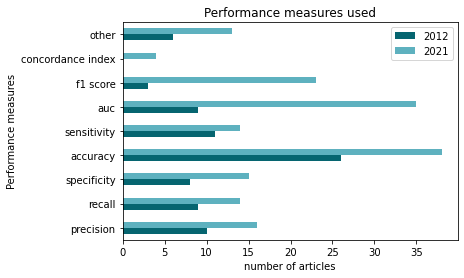 Performance measures used
2012
2021
Performance measures
other
concordance index
f1 score
auc
sensitivity
accuracy
specificity
recall
precision
0 5 10 15 20 25 30 35
number of articles